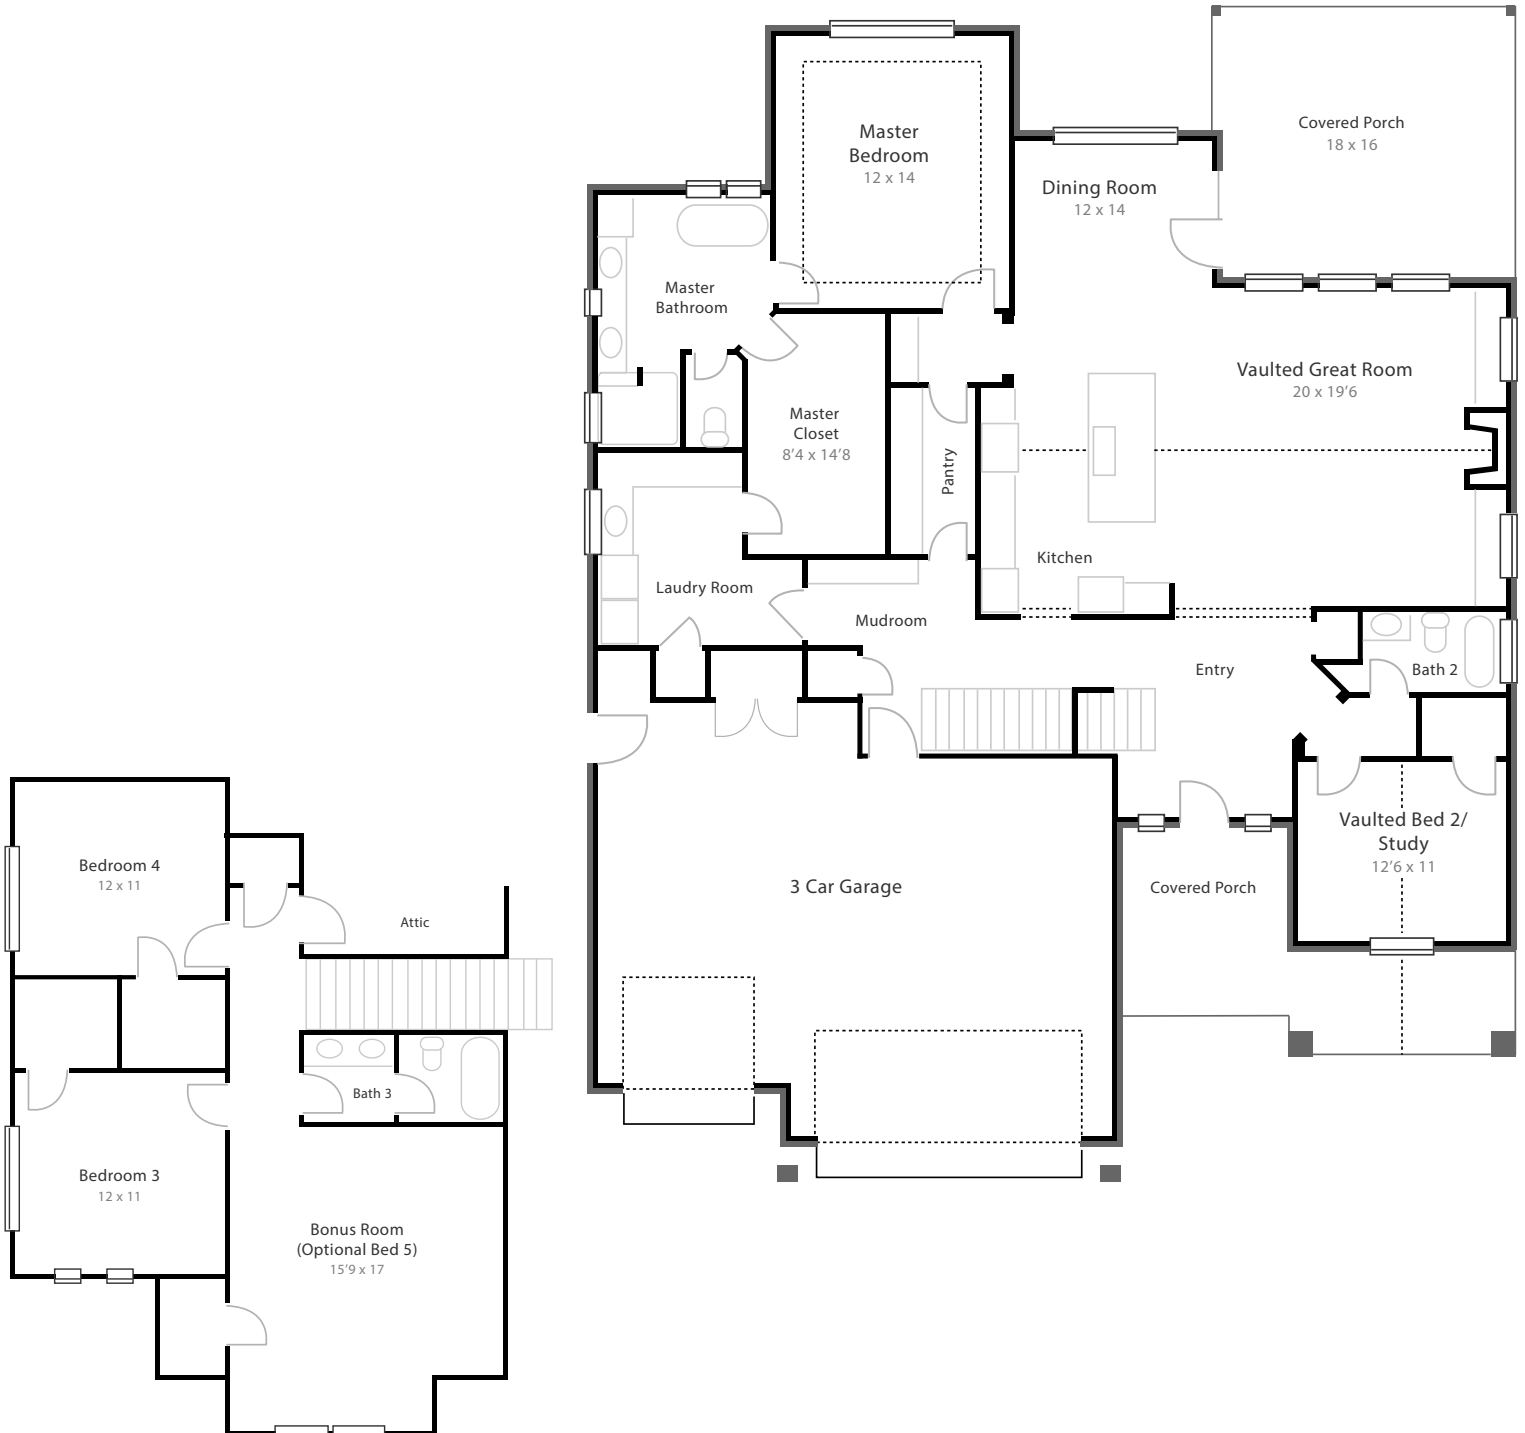 Master
Bedroom
12 x 14
Covered Porch
18 x 16
Dining Room
12 x 14
Master
Bathroom
Vaulted Great Room
20 x 19'6
Master
Closet
8'4 x 14'8
Pantry
Kitchen
Laudry Room
Mudroom
Entry
Bath 2
Vaulted Bed 2/
Study
12'6 x 11
3 Car Garage
Covered Porch
Bedroom 4
12 x 11
Attic
Bath 3
Bedroom 3
12 x 11
Bonus Room
(Optional Bed 5)
15'9 x 17